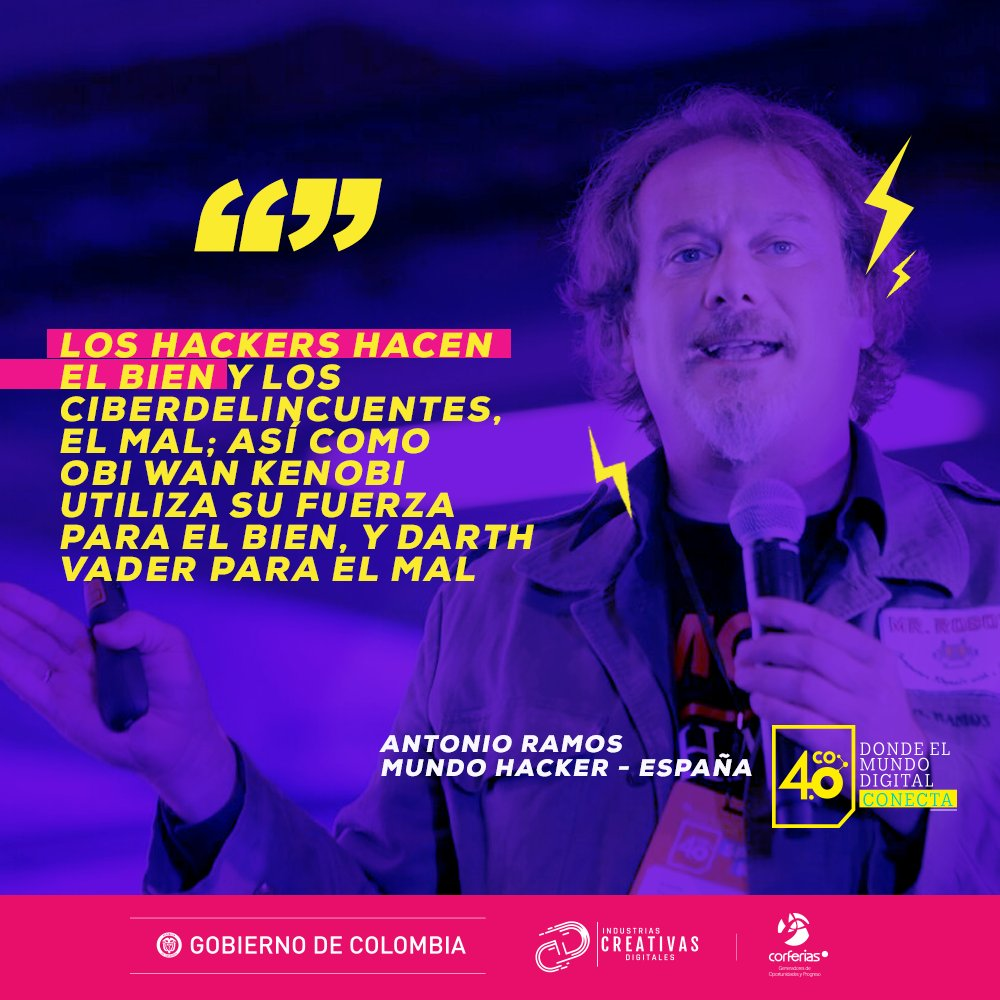 LOS HACKERS HACEN
EL BIEN Y LOS
CIBERDELINCUENTES,
EL MAL; ASÍ COMO
OBI WAN KENOBI
UTILIZA SU FUERZA
PARA EL BIEN, Y DARTH
VADER PARA EL MAL
MR. ROBO
ANTONIO RAMOS
MUNDO HACKER - ESPAÑA
CO
4.0
DONDE EL
MUNDO
DIGITAL
CONECTA
GOBIERNO DE COLOMBIA
INDUSTRIAS
CREATIVAS
DIGITALES
corferias
Generadores de
Oportunidades y Progreso